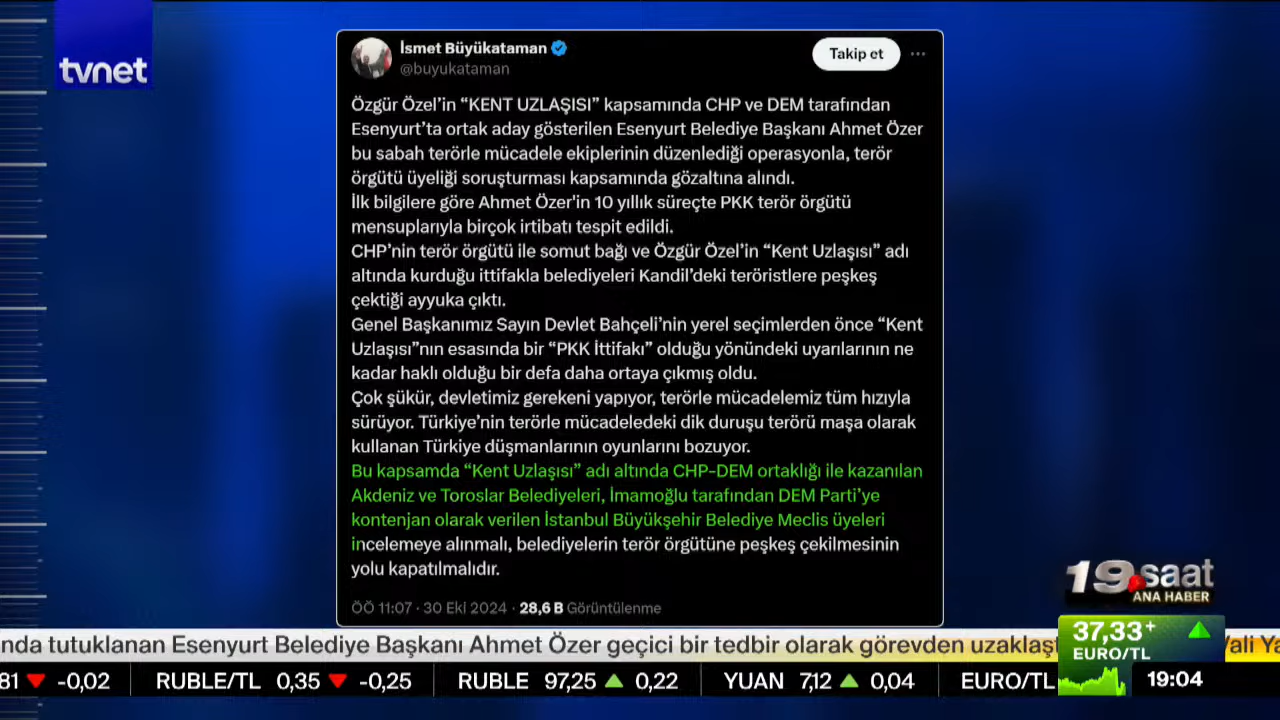 tvnet
İsmet Büyükataman
@buyukataman
Takip et
Özgür Özel’in “KENT UZLAŞISI” kapsamında CHP ve DEM tarafından
Esenyurt’ta ortak aday gösterilen Esenyurt Belediye Başkanı Ahmet Özer
bu sabah terörle mücadele ekiplerinin düzenlediği operasyonla, terör
örgütü üyeliği soruşturması kapsamında gözaltına alındı.
İlk bilgilere göre Ahmet Özer'in 10 yıllık süreçte PKK terör örgütü
mensuplarıyla birçok irtibatı tespit edildi.
CHP’nin terör örgütü ile somut bağı ve Özgür Özel’in “Kent Uzlaşısı” adı
altında kurduğu ittifakla belediyeleri Kandil’deki teröristlere peşkeş
çektiği ayyuka çıktı.
Genel Başkanımız Sayın Devlet Bahçeli’nin yerel seçimlerden önce “Kent
Uzlaşısı”nın esasında bir “PKK İttifakı” olduğu yönündeki uyarılarının ne
kadar haklı olduğu bir defa daha ortaya çıkmış oldu.
Çok şükür, devletimiz gerekeni yapıyor, terörle mücadelemiz tüm hızıyla
sürüyor. Türkiye’nin terörle mücadeledeki dik duruşu terörü maşa olarak
kullanan Türkiye düşmanlarının oyunlarını bozuyor.
Bu kapsamda “Kent Uzlaşısı” adı altında CHP-DEM ortaklığı ile kazanılan
Akdeniz ve Toroslar Belediyeleri, İmamoğlu tarafından DEM Parti’ye
kontenjan olarak verilen İstanbul Büyükşehir Belediye Meclis üyeleri
incelemeye alınmalı, belediyelerin terör örgütüne peşkeş çekilmesinin
yolu kapatılmalıdır.
ÖÖ 11:07 · 30 Eki 2024 · 28,6 B Görüntülenme
19. saat
ANA HABER
37,33+
EURO/TL
nda tutuklanan Esenyurt Belediye Başkanı Ahmet Özer geçici bir tedbir olarak görevden uzaklaşt
81 -0,02 RUBLE/TL 0,35 -0,25 RUBLE 97,25 0,22 YUAN 7,12 0,04 EURO/TL 19:04